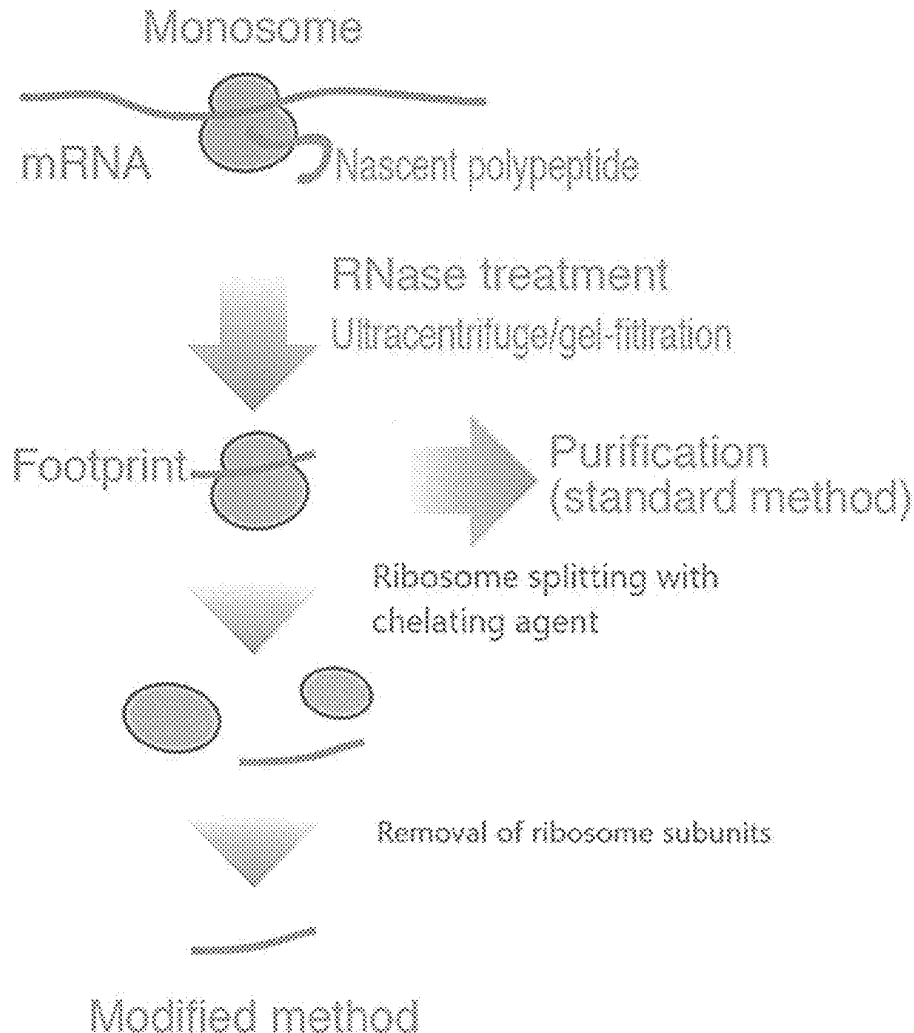 Monosome
mRNA
Nascent polypeptide
RNase treatment
Ultracentrifuge/gel-fitlration
Footprint
Purification
(standard method)
Ribosome splitting with
chelating agent
Removal of ribosome subunits
Modified method